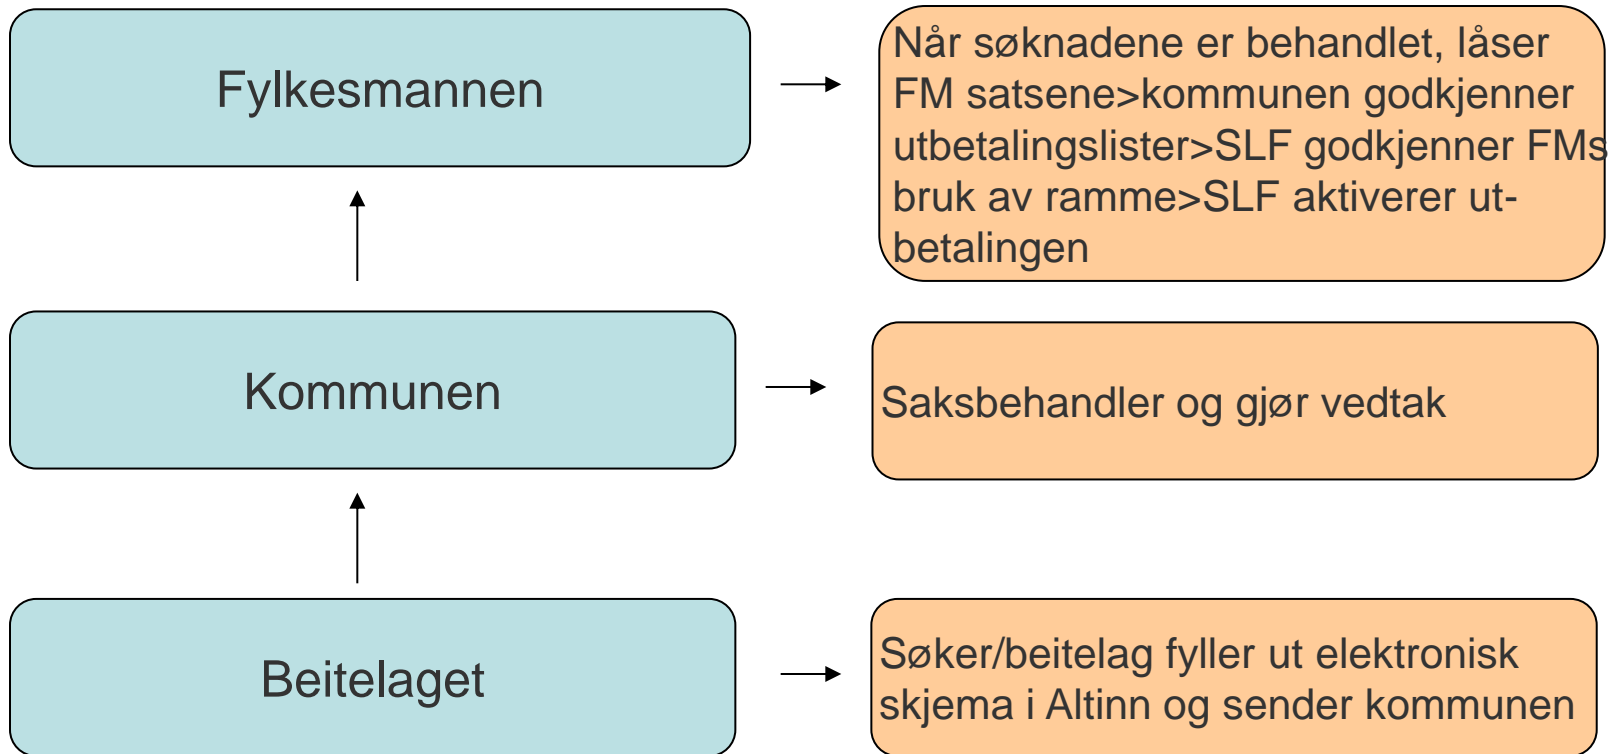 Fylkesmannen
Når søknadene er behandlet, låser
FM satsene>kommunen godkjenner
utbetalingslister>SLF godkjenner FMs
bruk av ramme>SLF aktiverer ut-
betalingen
Kommunen
Saksbehandler og gjør vedtak
Beitelaget
Søker/beitelag fyller ut elektronisk
skjema i Altinn og sender kommunen